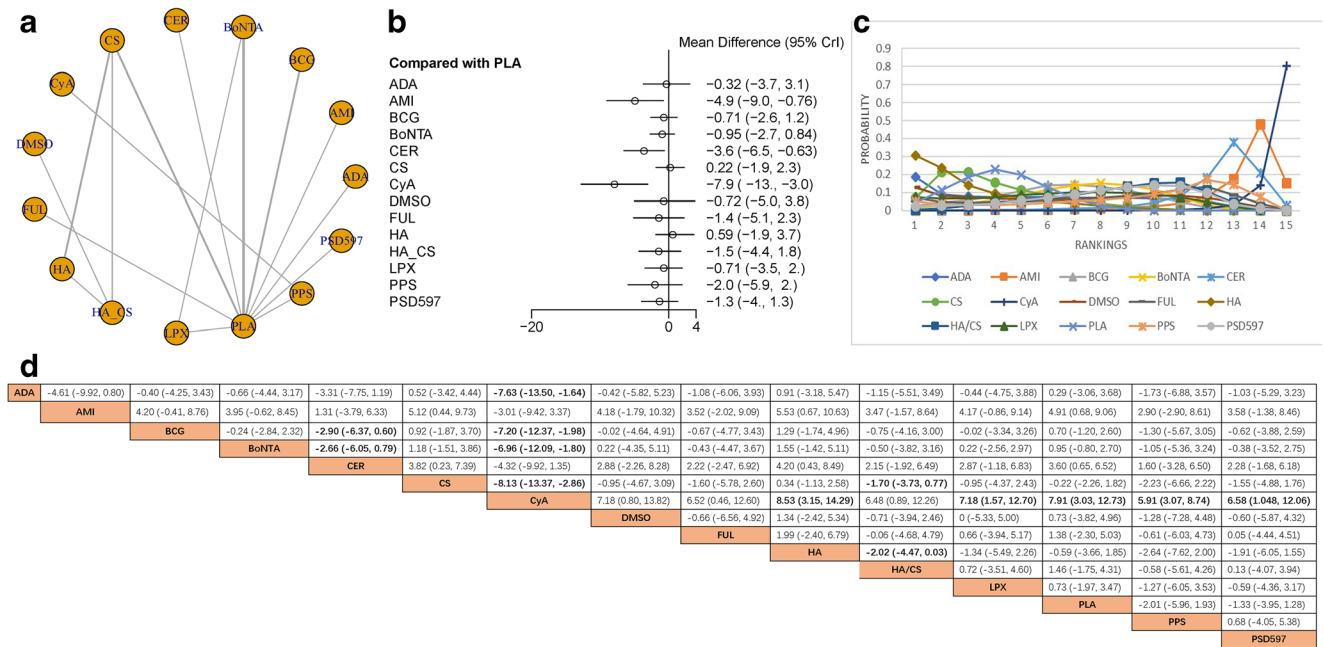 a
CER
BoNTA
CS
BCG
CyA
AMI
DMSO
ADA
FUL
PSD597
HA
PPS
HA_CS
LPX
PLA
b
Mean Difference (95% CrI)
Compared with PLA
ADA −0.32 (−3.7, 3.1)
AMI −4.9 (−9.0, −0.76)
BCG −0.71 (−2.6, 1.2)
BoNTA −0.95 (−2.7, 0.84)
CER −3.6 (−6.5, −0.63)
CS 0.22 (−1.9, 2.3)
CyA −7.9 (−13., −3.0)
DMSO −0.72 (−5.0, 3.8)
FUL −1.4 (−5.1, 2.3)
HA 0.59 (−1.9, 3.7)
HA_CS −1.5 (−4.4, 1.8)
LPX −0.71 (−3.5, 2.)
PPS −2.0 (−5.9, 2.)
PSD597 −1.3 (−4., 1.3)
−20 0 4
c
PROBABILITY
0.9
0.8
0.7
0.6
0.5
0.4
0.3
0.2
0.1
0
1 2 3 4 5 6 7 8 9 10 11 12 13 14 15
RANKINGS
ADA AMI BCG BoNTA CER
CS CyA DMSO FUL HA
HA/CS LPX PLA PPS PSD597
d
ADA -4.61 (-9.92, 0.80) -0.40 (-4.25, 3.43) -0.66 (-4.44, 3.17) -3.31 (-7.75, 1.19) 0.52 (-3.42, 4.44) -7.63 (-13.50, -1.64) -0.42 (-5.82, 5.23) -1.08 (-6.06, 3.93) 0.91 (-3.18, 5.47) -1.15 (-5.51, 3.49) -0.44 (-4.75, 3.88) 0.29 (-3.06, 3.68) -1.73 (-6.88, 3.57) -1.03 (-5.29, 3.23)
AMI 4.20 (-0.41, 8.76) 3.95 (-0.62, 8.45) 1.31 (-3.79, 6.33) 5.12 (0.44, 9.73) -3.01 (-9.42, 3.37) 4.18 (-1.79, 10.32) 3.52 (-2.02, 9.09) 5.53 (0.67, 10.63) 3.47 (-1.57, 8.64) 4.17 (-0.86, 9.14) 4.91 (0.68, 9.06) 2.90 (-2.90, 8.61) 3.58 (-1.38, 8.46)
BCG -0.24 (-2.84, 2.32) -2.90 (-6.37, 0.60) 0.92 (-1.87, 3.70) -7.20 (-12.37, -1.98) -0.02 (-4.64, 4.91) -0.67 (-4.77, 3.43) 1.29 (-1.74, 4.96) -0.75 (-4.16, 3.00) -0.02 (-3.34, 3.26) 0.70 (-1.20, 2.60) -1.30 (-5.67, 3.05) -0.62 (-3.88, 2.59)
BoNTA -2.66 (-6.05, 0.79) 1.18 (-1.51, 3.86) -6.96 (-12.09, -1.80) 0.22 (-4.35, 5.11) -0.43 (-4.47, 3.67) 1.55 (-1.42, 5.11) -0.50 (-3.82, 3.16) 0.22 (-2.56, 2.97) 0.95 (-0.80, 2.70) -1.05 (-5.36, 3.24) -0.38 (-3.52, 2.75)
CER 3.82 (0.23, 7.39) -4.32 (-9.92, 1.35) 2.88 (-2.26, 8.28) 2.22 (-2.47, 6.92) 4.20 (0.43, 8.49) 2.15 (-1.92, 6.49) 2.87 (-1.18, 6.83) 3.60 (0.65, 6.52) 1.60 (-3.28, 6.50) 2.28 (-1.68, 6.18)
CS -8.13 (-13.37, -2.86) -0.95 (-4.67, 3.09) -1.60 (-5.78, 2.60) 0.34 (-1.13, 2.58) -1.70 (-3.73, 0.77) -0.95 (-4.37, 2.43) -0.22 (-2.26, 1.82) -2.23 (-6.66, 2.22) -1.55 (-4.88, 1.76)
CyA 7.18 (0.80, 13.82) 6.52 (0.46, 12.60) 8.53 (3.15, 14.29) 6.48 (0.89, 12.26) 7.18 (1.57, 12.70) 7.91 (3.03, 12.73) 5.91 (3.07, 8.74) 6.58 (1.048, 12.06)
DMSO -0.66 (-6.56, 4.92) 1.34 (-2.42, 5.34) -0.71 (-3.94, 2.46) 0 (-5.33, 5.00) 0.73 (-3.82, 4.96) -1.28 (-7.28, 4.48) -0.60 (-5.87, 4.32)
FUL 1.99 (-2.40, 6.79) -0.06 (-4.68, 4.79) 0.66 (-3.94, 5.17) 1.38 (-2.30, 5.03) -0.61 (-6.03, 4.73) 0.05 (-4.44, 4.51)
HA -2.02 (-4.47, 0.03) -1.34 (-5.49, 2.26) -0.59 (-3.66, 1.85) -2.64 (-7.62, 2.00) -1.91 (-6.05, 1.55)
HA/CS 0.72 (-3.51, 4.60) 1.46 (-1.75, 4.31) -0.58 (-5.61, 4.26) 0.13 (-4.07, 3.94)
LPX 0.73 (-1.97, 3.47) -1.27 (-6.05, 3.53) -0.59 (-4.36, 3.17)
PLA -2.01 (-5.96, 1.93) -1.33 (-3.95, 1.28)
PPS 0.68 (-4.05, 5.38)
PSD597